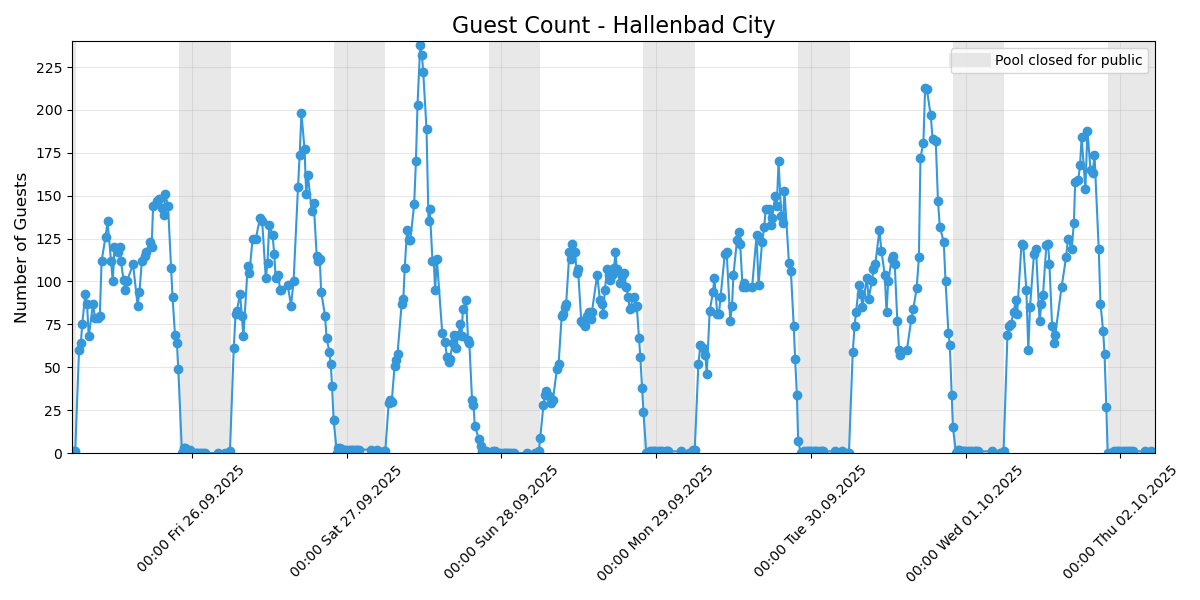 Guest Count - Hallenbad City
Pool closed for public
Number of Guests
225
200
175
150
125
100
75
50
25
0
00:00 Fri 26.09.2025
00:00 Sat 27.09.2025
00:00 Sun 28.09.2025
00:00 Mon 29.09.2025
00:00 Tue 30.09.2025
00:00 Wed 01.10.2025
00:00 Thu 02.10.2025